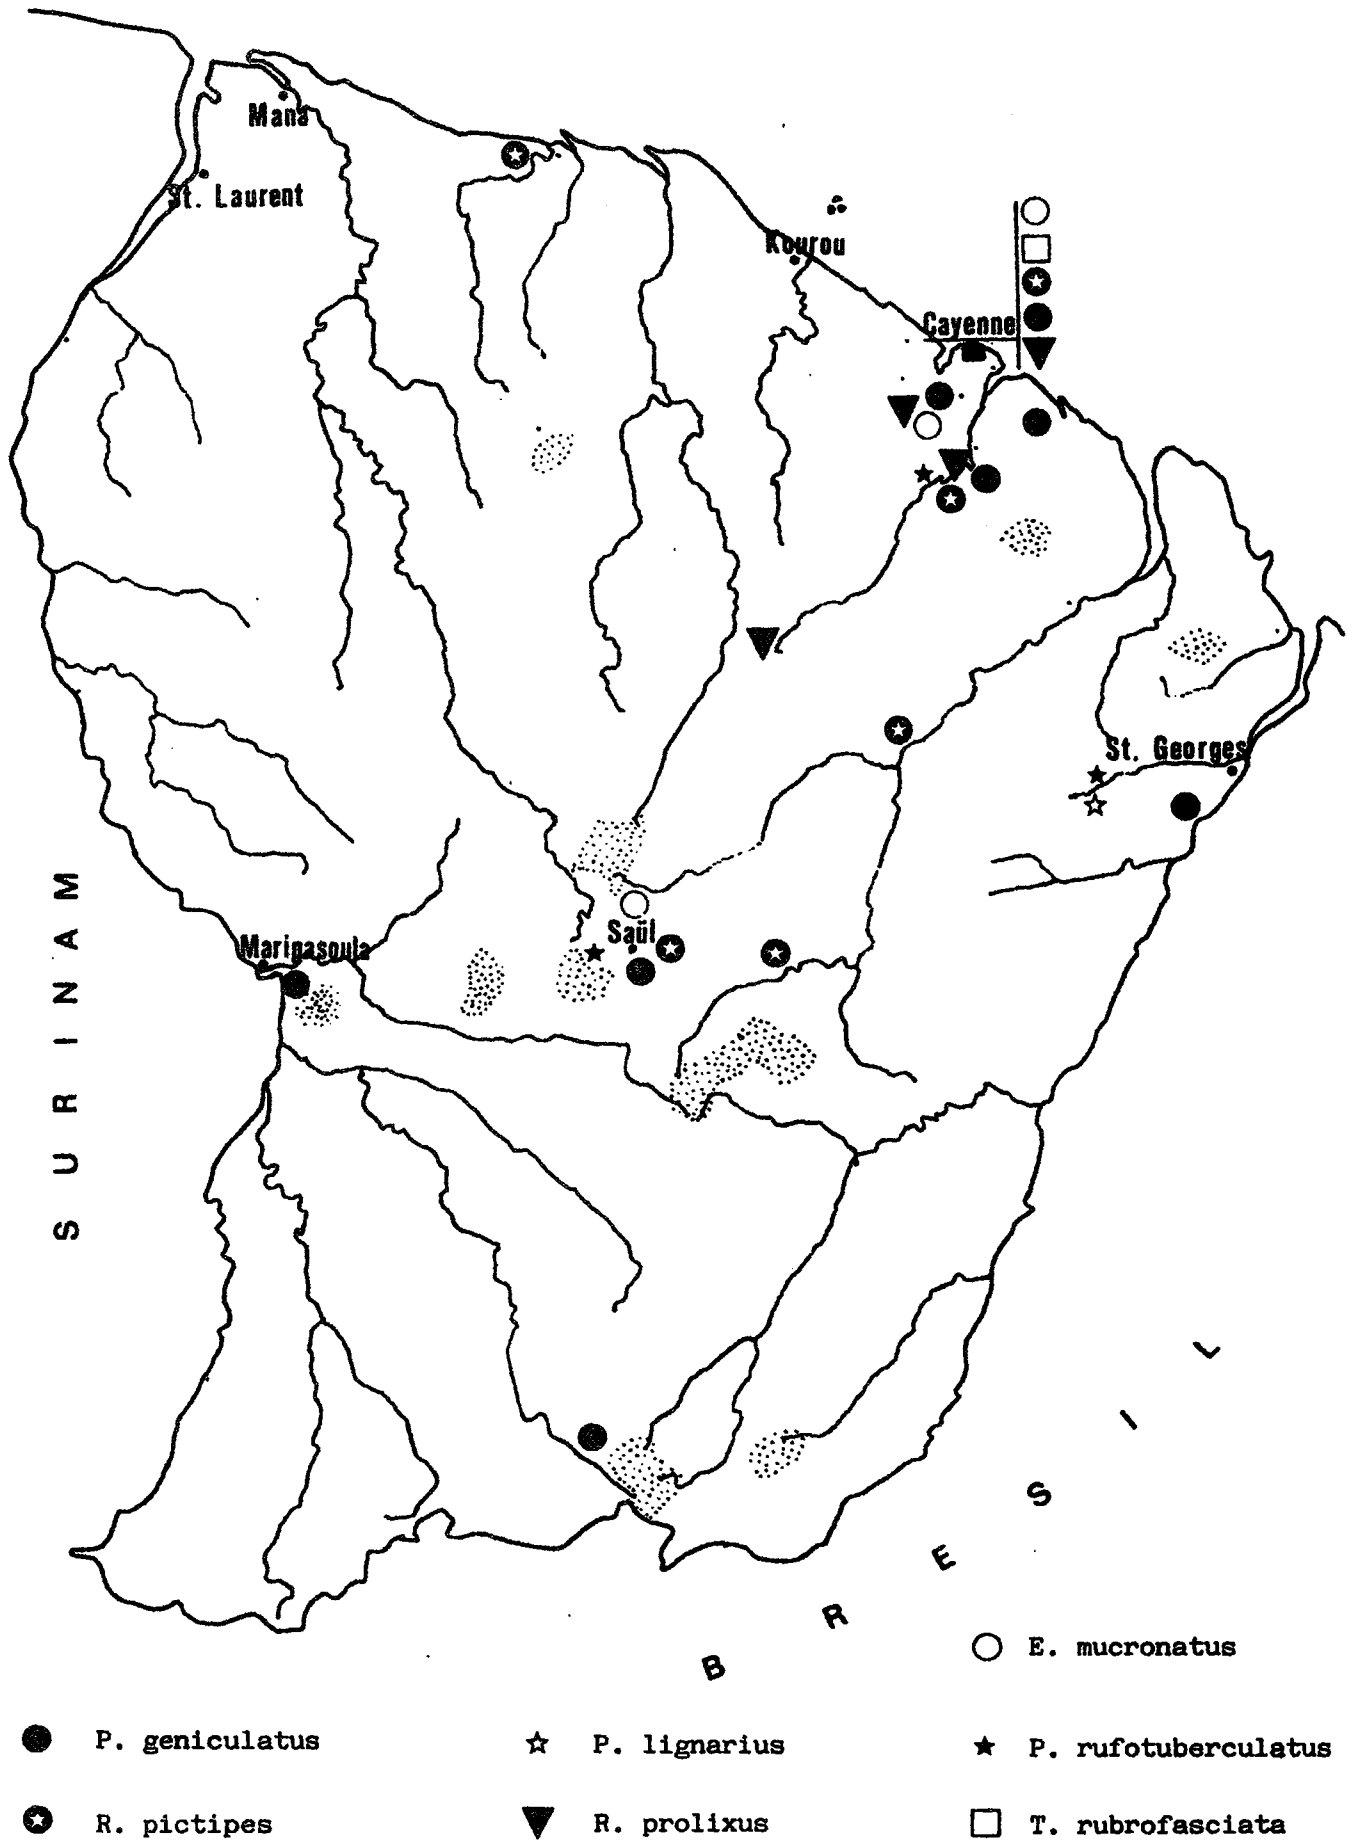 Mana
St. Laurent
Kourou
Cayenne
St. Georges
Saül
Maripasoula
SURINAM
BRESIL
E. mucronatus
P. geniculatus
P. lignarius
P. rufotuberculatus
R. pictipes
R. prolixus
T. rubrofasciata